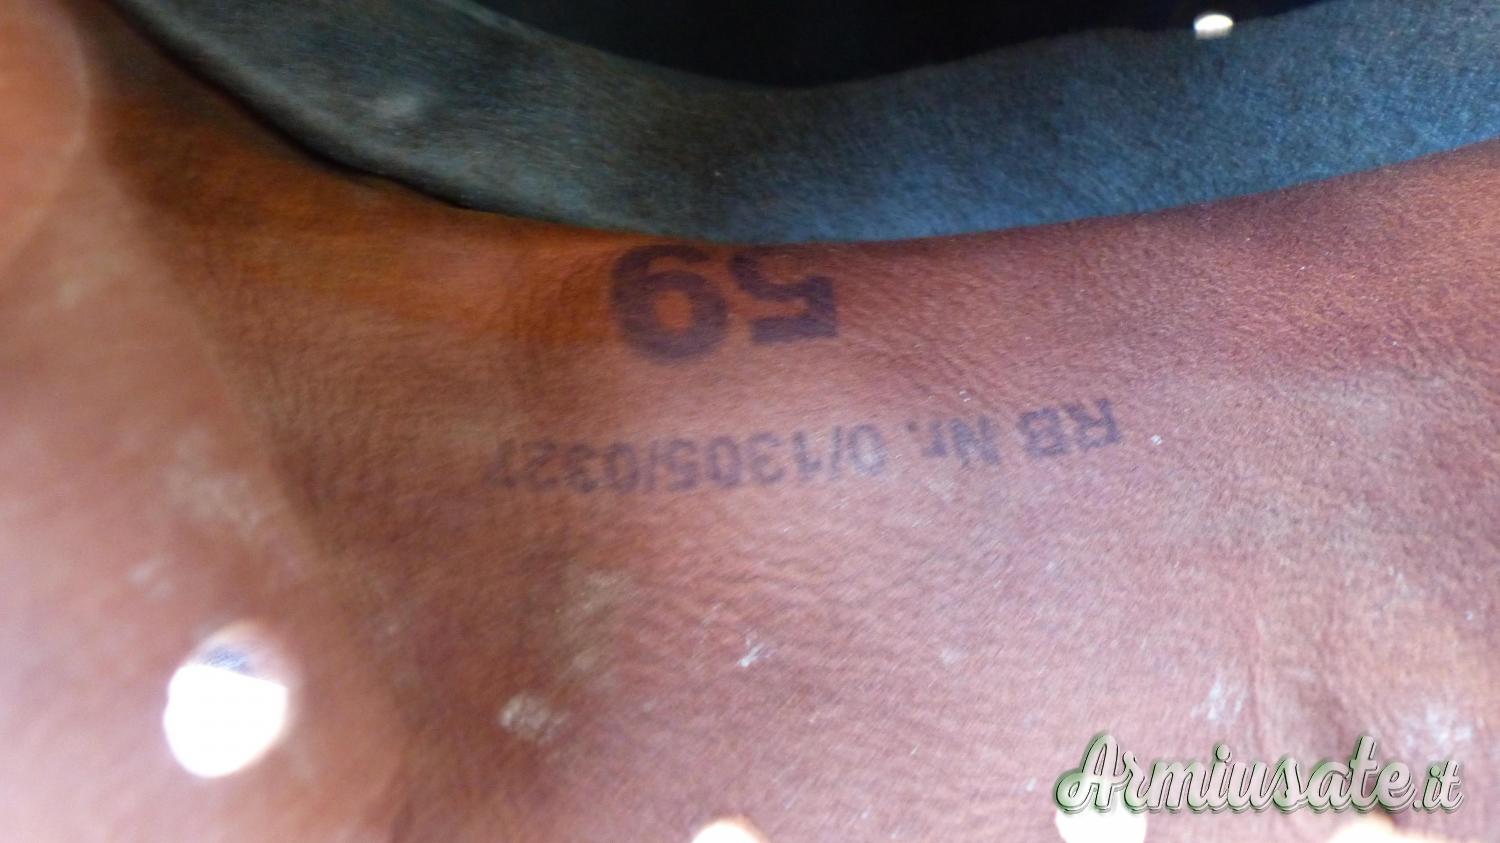 RB Nr. 0/1305/0327
59
Armiusate.it